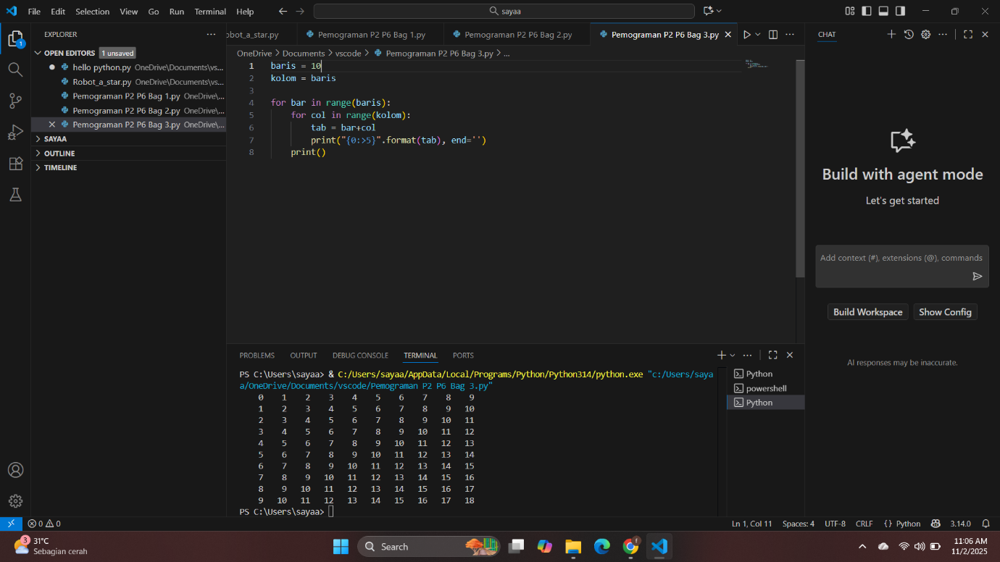 File Edit Selection View Go Run Terminal Help
sayaa
EXPLORER
OPEN EDITORS 1 unsaved
hello python.py OneDrive\Documents\vs...
Robot_a_star.py OneDrive\Documents\vs...
Pemograman P2 P6 Bag 1.py OneDrive\...
Pemograman P2 P6 Bag 2.py OneDrive\...
Pemograman P2 P6 Bag 3.py OneDrive\...
SAYAA
OUTLINE
TIMELINE
obot_a_star.py Pemograman P2 P6 Bag 1.py Pemograman P2 P6 Bag 2.py Pemograman P2 P6 Bag 3.py
OneDrive > Documents > vscode > Pemograman P2 P6 Bag 3.py > ...
1 baris = 10
2 kolom = baris
3
4 for bar in range(baris):
5     for col in range(kolom):
6         tab = bar+col
7         print("{0:>5}".format(tab), end='')
8     print()
PROBLEMS OUTPUT DEBUG CONSOLE TERMINAL PORTS
PS C:\Users\sayaa> & C:/Users/sayaa/AppData/Local/Programs/Python/Python314/python.exe "c:/Users/saya
a/OneDrive/Documents/vscode/Pemograman P2 P6 Bag 3.py"
    0    1    2    3    4    5    6    7    8    9
    1    2    3    4    5    6    7    8    9   10
    2    3    4    5    6    7    8    9   10   11
    3    4    5    6    7    8    9   10   11   12
    4    5    6    7    8    9   10   11   12   13
    5    6    7    8    9   10   11   12   13   14
    6    7    8    9   10   11   12   13   14   15
    7    8    9   10   11   12   13   14   15   16
    8    9   10   11   12   13   14   15   16   17
    9   10   11   12   13   14   15   16   17   18
PS C:\Users\sayaa>
Python
powershell
Python
CHAT
Build with agent mode
Let's get started
Add context (#), extensions (@), commands
Build Workspace Show Config
AI responses may be inaccurate.
0 0 Ln 1, Col 11 Spaces: 4 UTF-8 CRLF {} Python 3.14.0
1
3
31°C
Sebagian cerah
Search
11:06 AM
11/2/2025